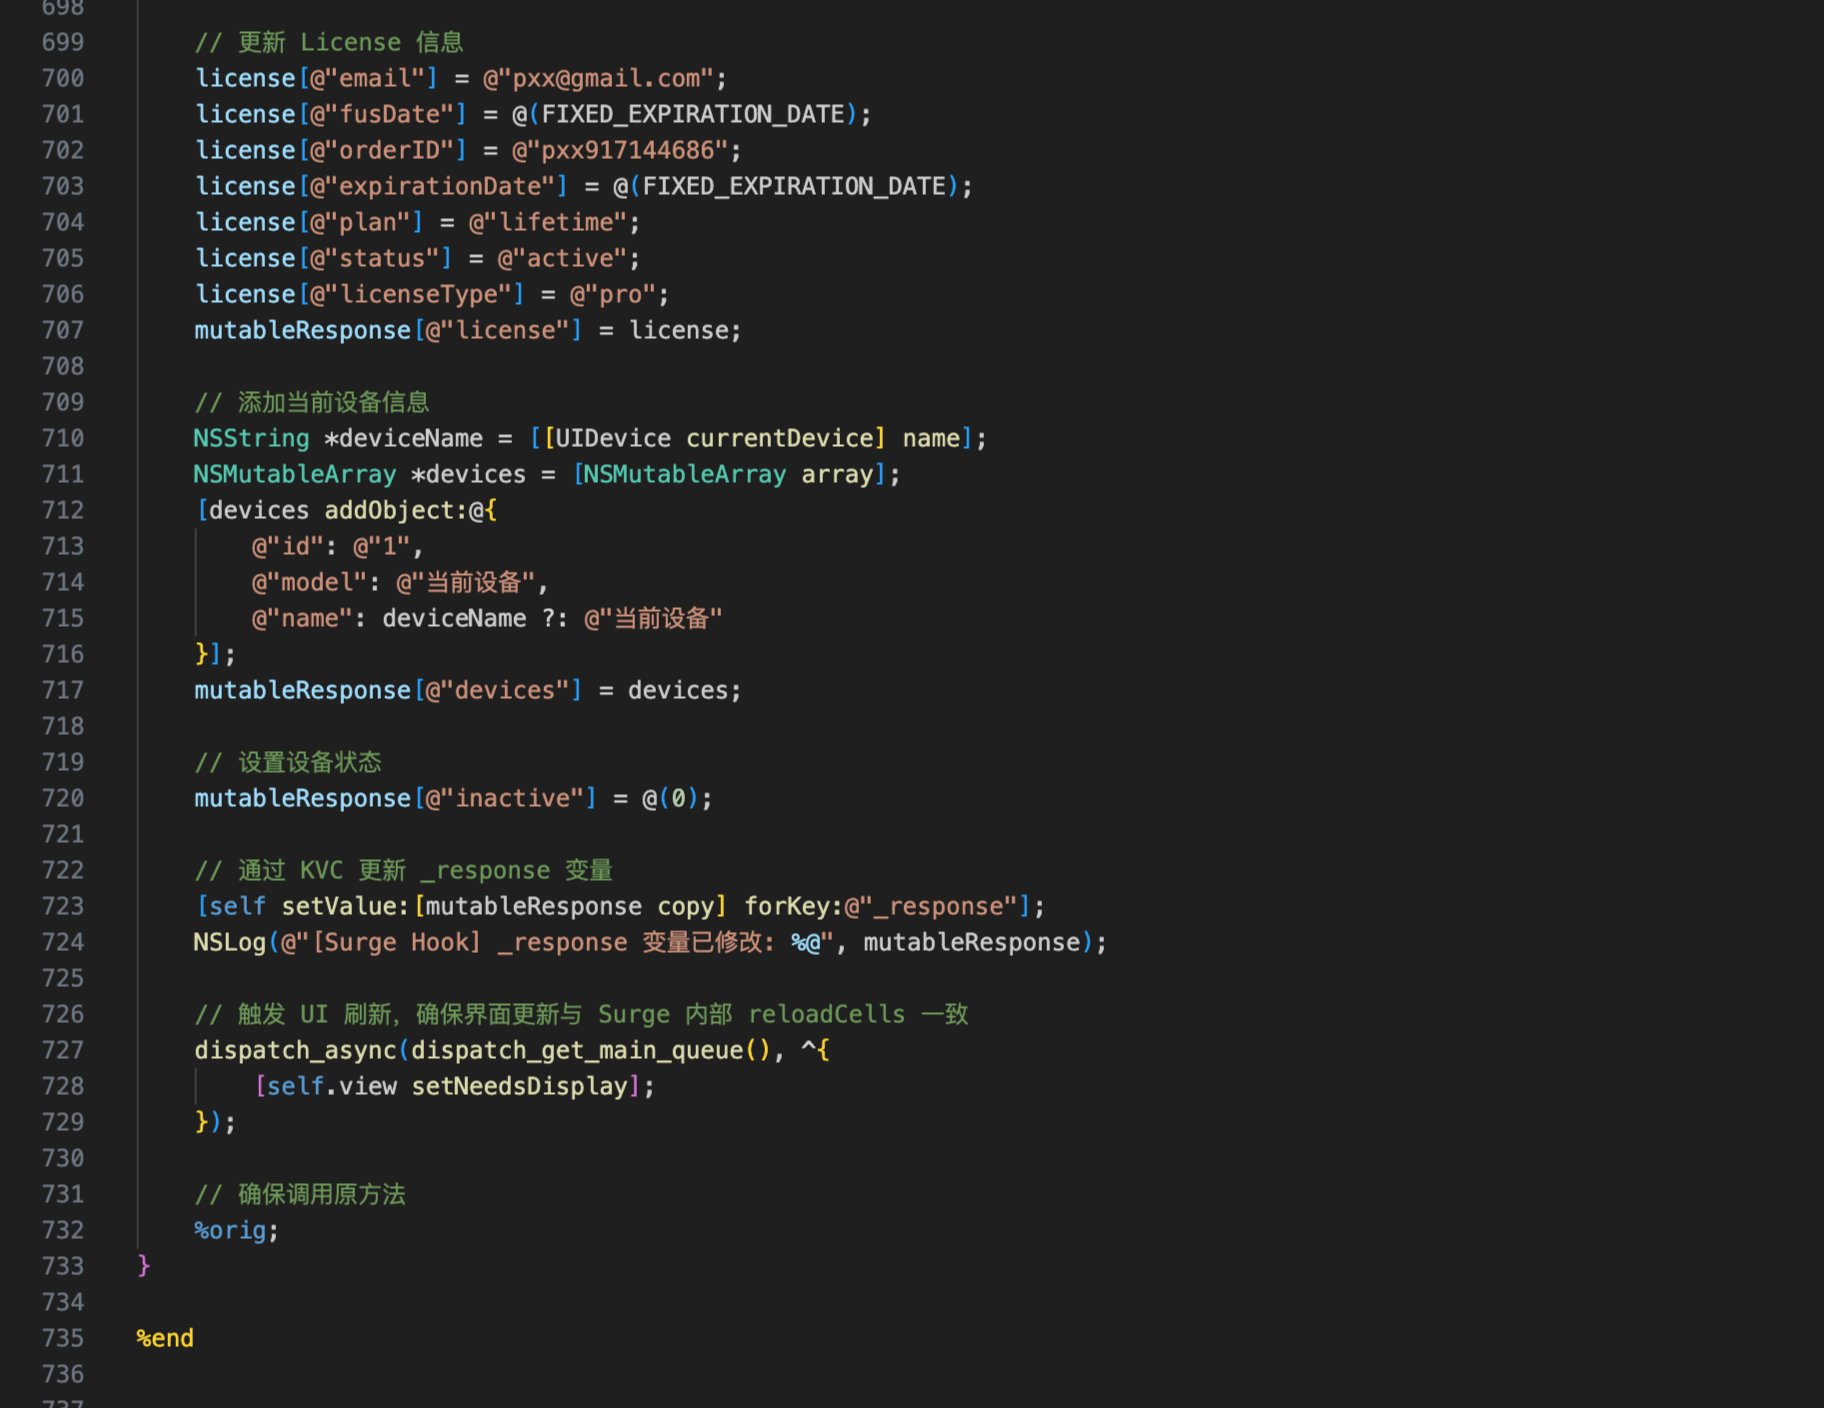 698
699 // 更新 License 信息
700 license[@"email"] = @"pxx@gmail.com";
701 license[@"fusDate"] = @(FIXED_EXPIRATION_DATE);
702 license[@"orderID"] = @"pxx917144686";
703 license[@"expirationDate"] = @(FIXED_EXPIRATION_DATE);
704 license[@"plan"] = @"lifetime";
705 license[@"status"] = @"active";
706 license[@"licenseType"] = @"pro";
707 mutableResponse[@"license"] = license;
708
709 // 添加当前设备信息
710 NSString *deviceName = [[UIDevice currentDevice] name];
711 NSMutableArray *devices = [NSMutableArray array];
712 [devices addObject:@{
713 @"id": @"1",
714 @"model": @"当前设备",
715 @"name": deviceName ?: @"当前设备"
716 }];
717 mutableResponse[@"devices"] = devices;
718
719 // 设置设备状态
720 mutableResponse[@"inactive"] = @(0);
721
722 // 通过 KVC 更新 _response 变量
723 [self setValue:[mutableResponse copy] forKey:@"_response"];
724 NSLog(@"[Surge Hook] _response 变量已修改: %@", mutableResponse);
725
726 // 触发 UI 刷新，确保界面更新与 Surge 内部 reloadCells 一致
727 dispatch_async(dispatch_get_main_queue(), ^{
728 [self.view setNeedsDisplay];
729 });
730
731 // 确保调用原方法
732 %orig;
733 }
734
735 %end
736
737